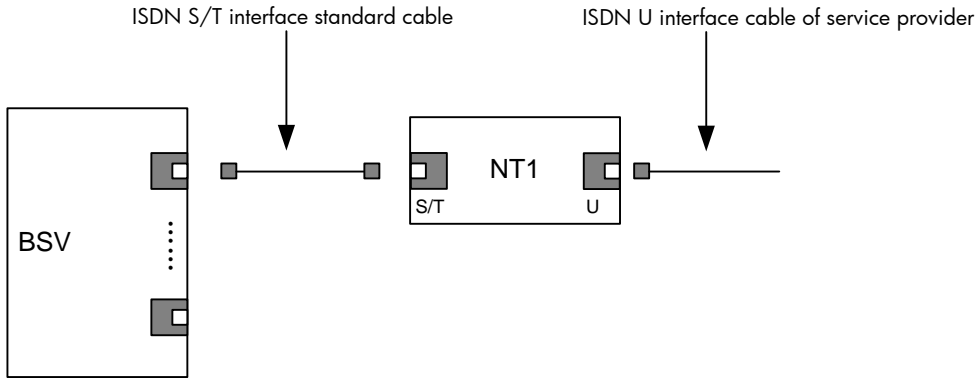 ISDN S/T interface standard cable
ISDN U interface cable of service provider
NT1
S/T
U
BSV